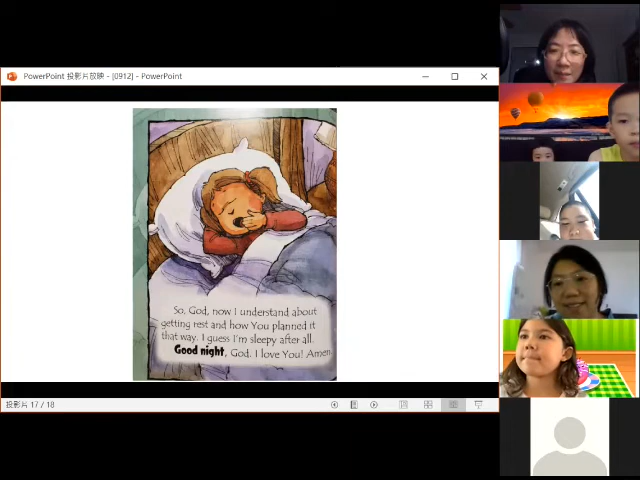 PowerPoint 投影片放映 - [0912] - PowerPoint
So, God, now I understand about
getting rest and how You planned it
that way. I guess I'm sleepy after all.
Good night, God. I love You! Amen
投影片 17 / 18